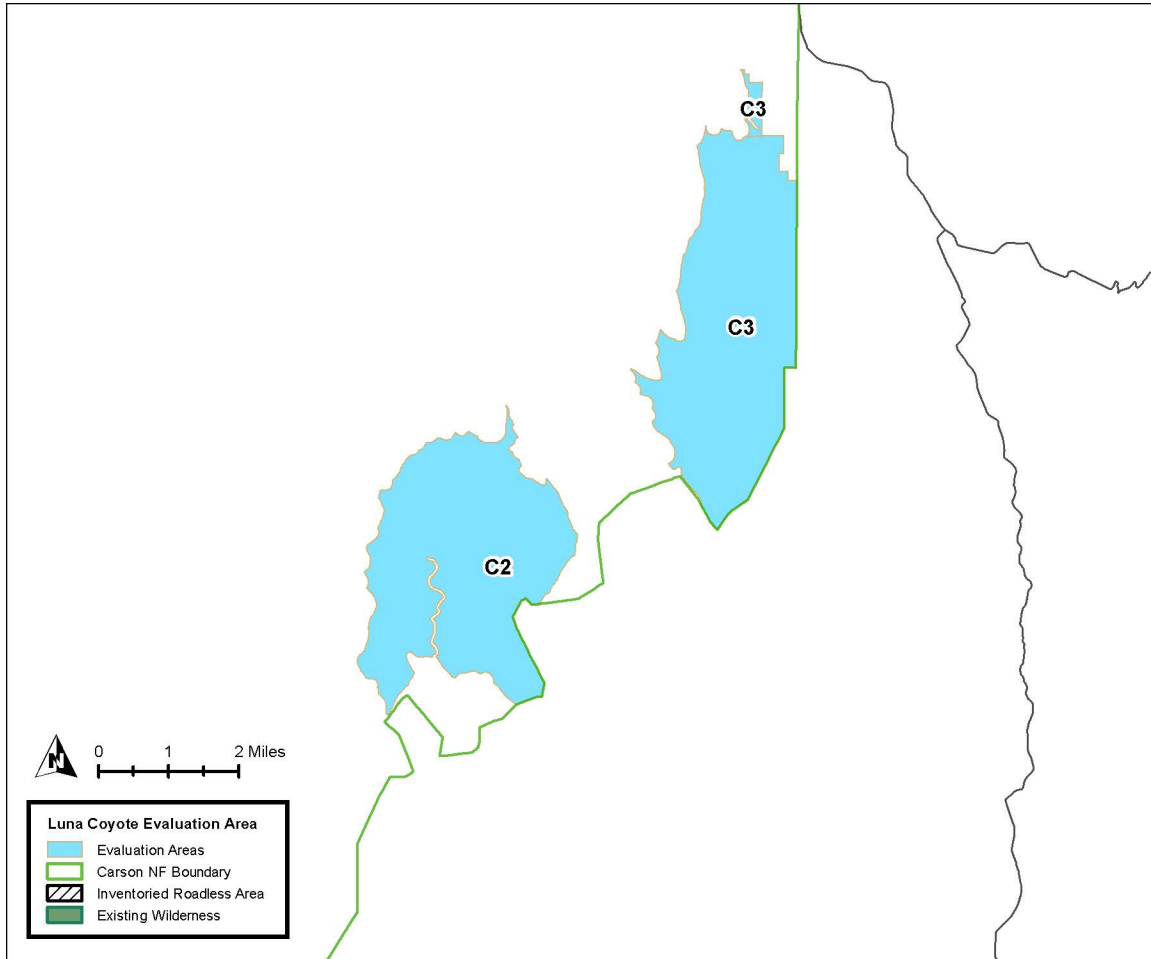 C3
C3
C2
N
0 1 2 Miles
Luna Coyote Evaluation Area
Evaluation Areas
Carson NF Boundary
Inventoried Roadless Area
Existing Wilderness